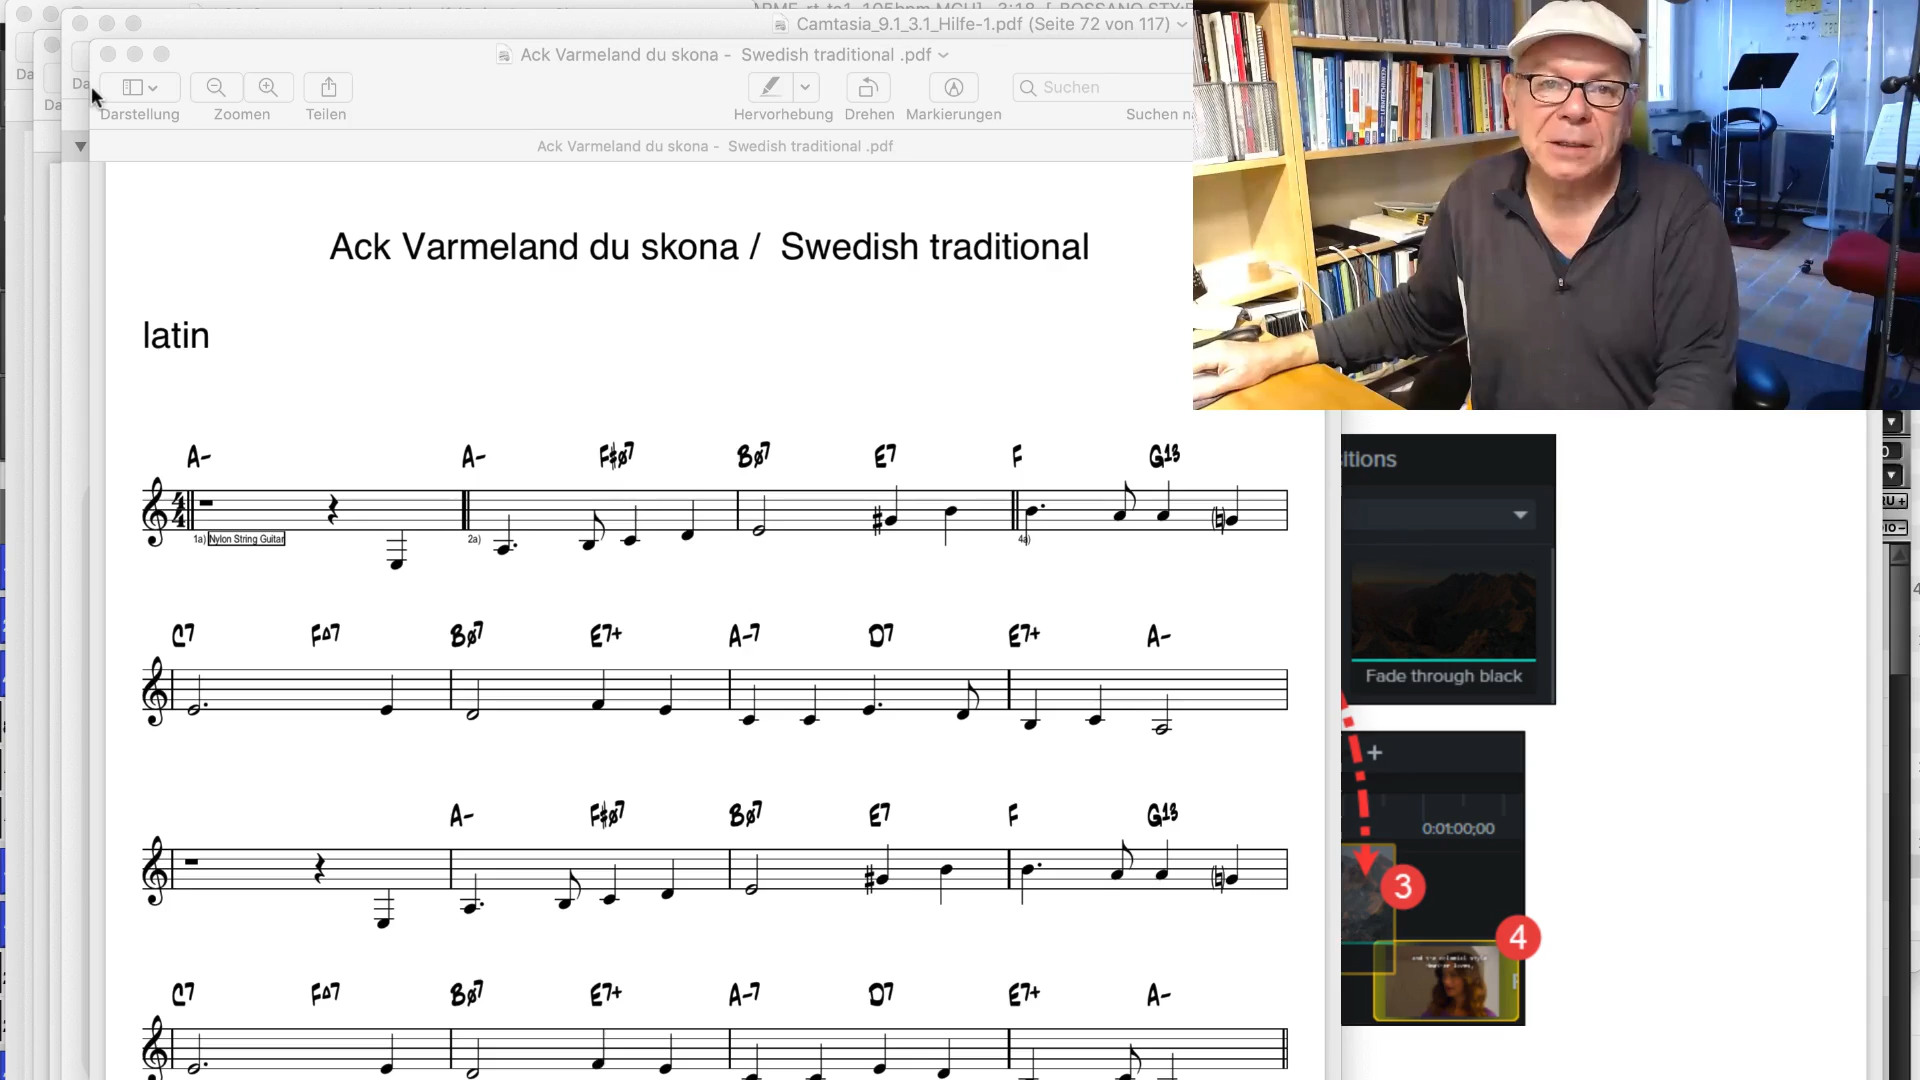 Camtasia_9.1_3.1_Hilfe-1.pdf (Seite 72 von 117)
Ack Varmeland du skona - Swedish traditional .pdf
Darstellung
Zoomen
Teilen
Hervorhebung
Drehen
Markierungen
Suchen
Suchen
Ack Varmeland du skona - Swedish traditional .pdf
Ack Varmeland du skona / Swedish traditional
latin
A- A- F#ø7 Bø7 E7 F G13
4
4
1a) Nylon String Guitar 2a) 4a)
C7 F∆7 Bø7 E7+ A-7 D7 E7+ A-
A- F#ø7 Bø7 E7 F G13
C7 F∆7 Bø7 E7+ A-7 D7 E7+ A-
itions
Fade through black
+
0:01:00;00
3
4